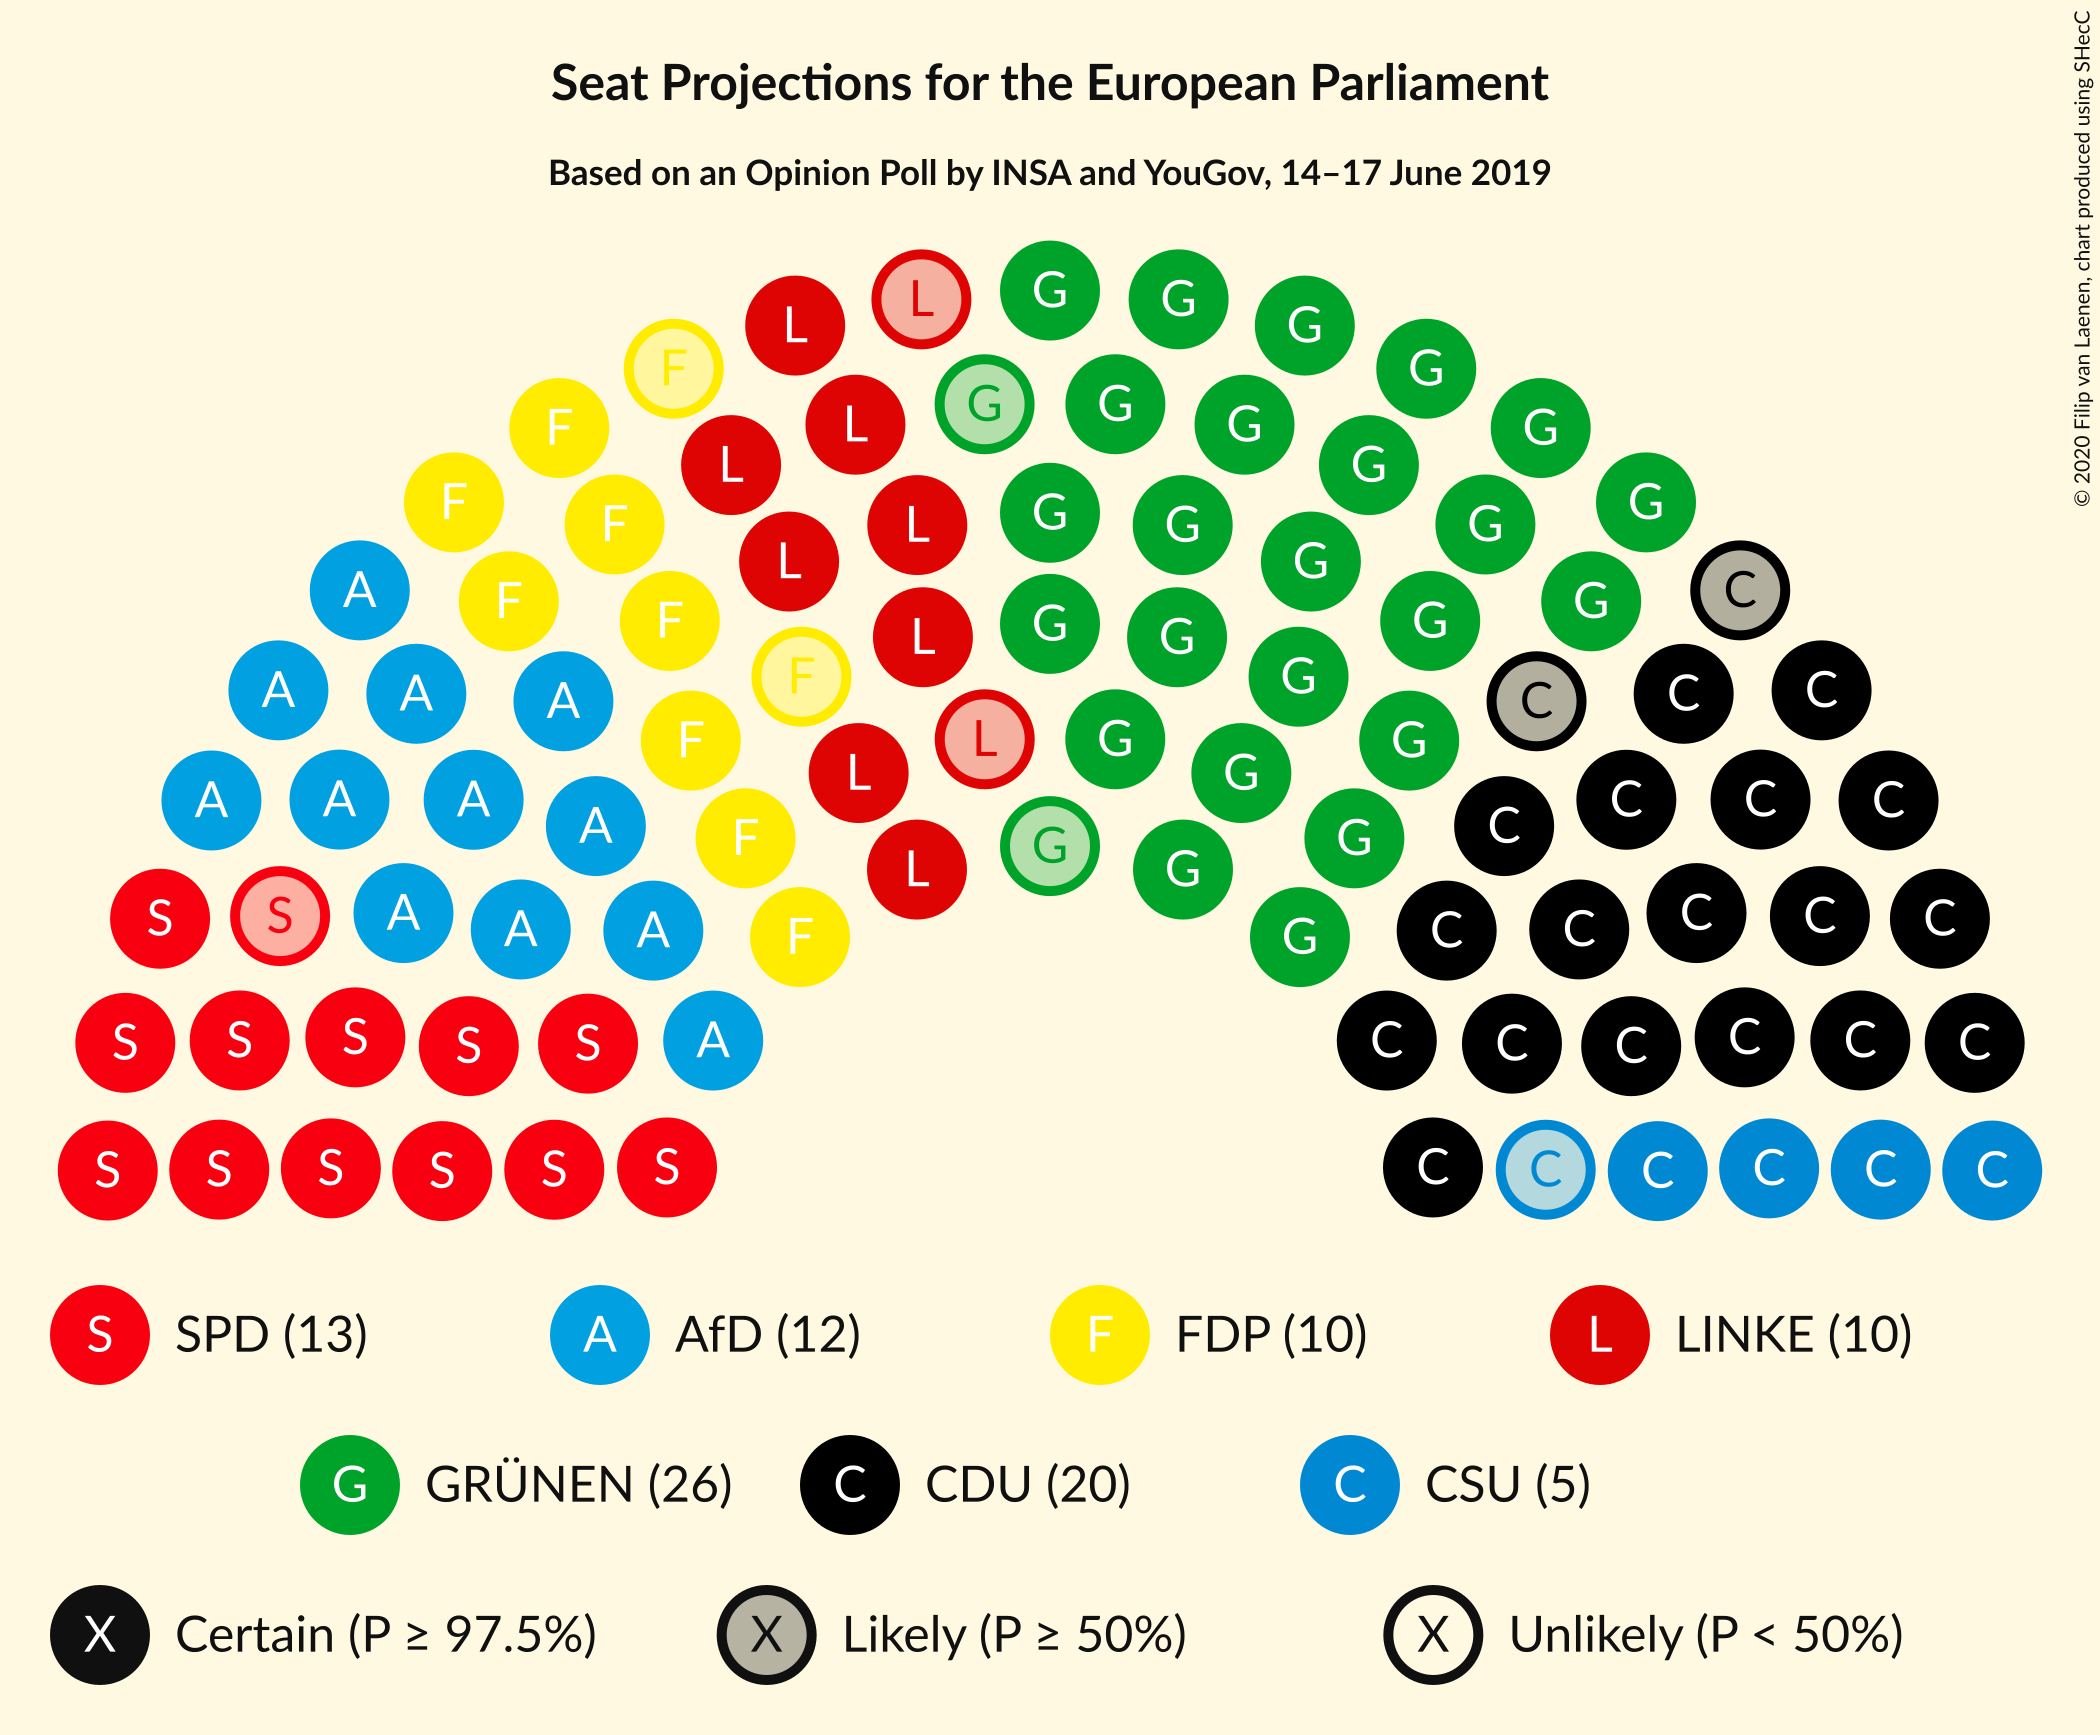 Seat Projections for the European Parliament
Based on an Opinion Poll by INSA and YouGov, 14–17 June 2019
© 2020 Filip van Laenen, chart produced using SHecC
L G G G
L G
F G G G
F L L G G
F F L L G G G G G
A F L G G G C
A F F L G G G C
A A A F G G C C C
A A A A F L L G G G C C C C
S S A A A F L G G G C C C C C C
S S S S S A C C C C C C
S S S S S S C C C C C C
S SPD (13) A AfD (12) F FDP (10) L LINKE (10)
G GRÜNEN (26) C CDU (20) C CSU (5)
X Certain (P ≥ 97.5%) X Likely (P ≥ 50%) X Unlikely (P < 50%)